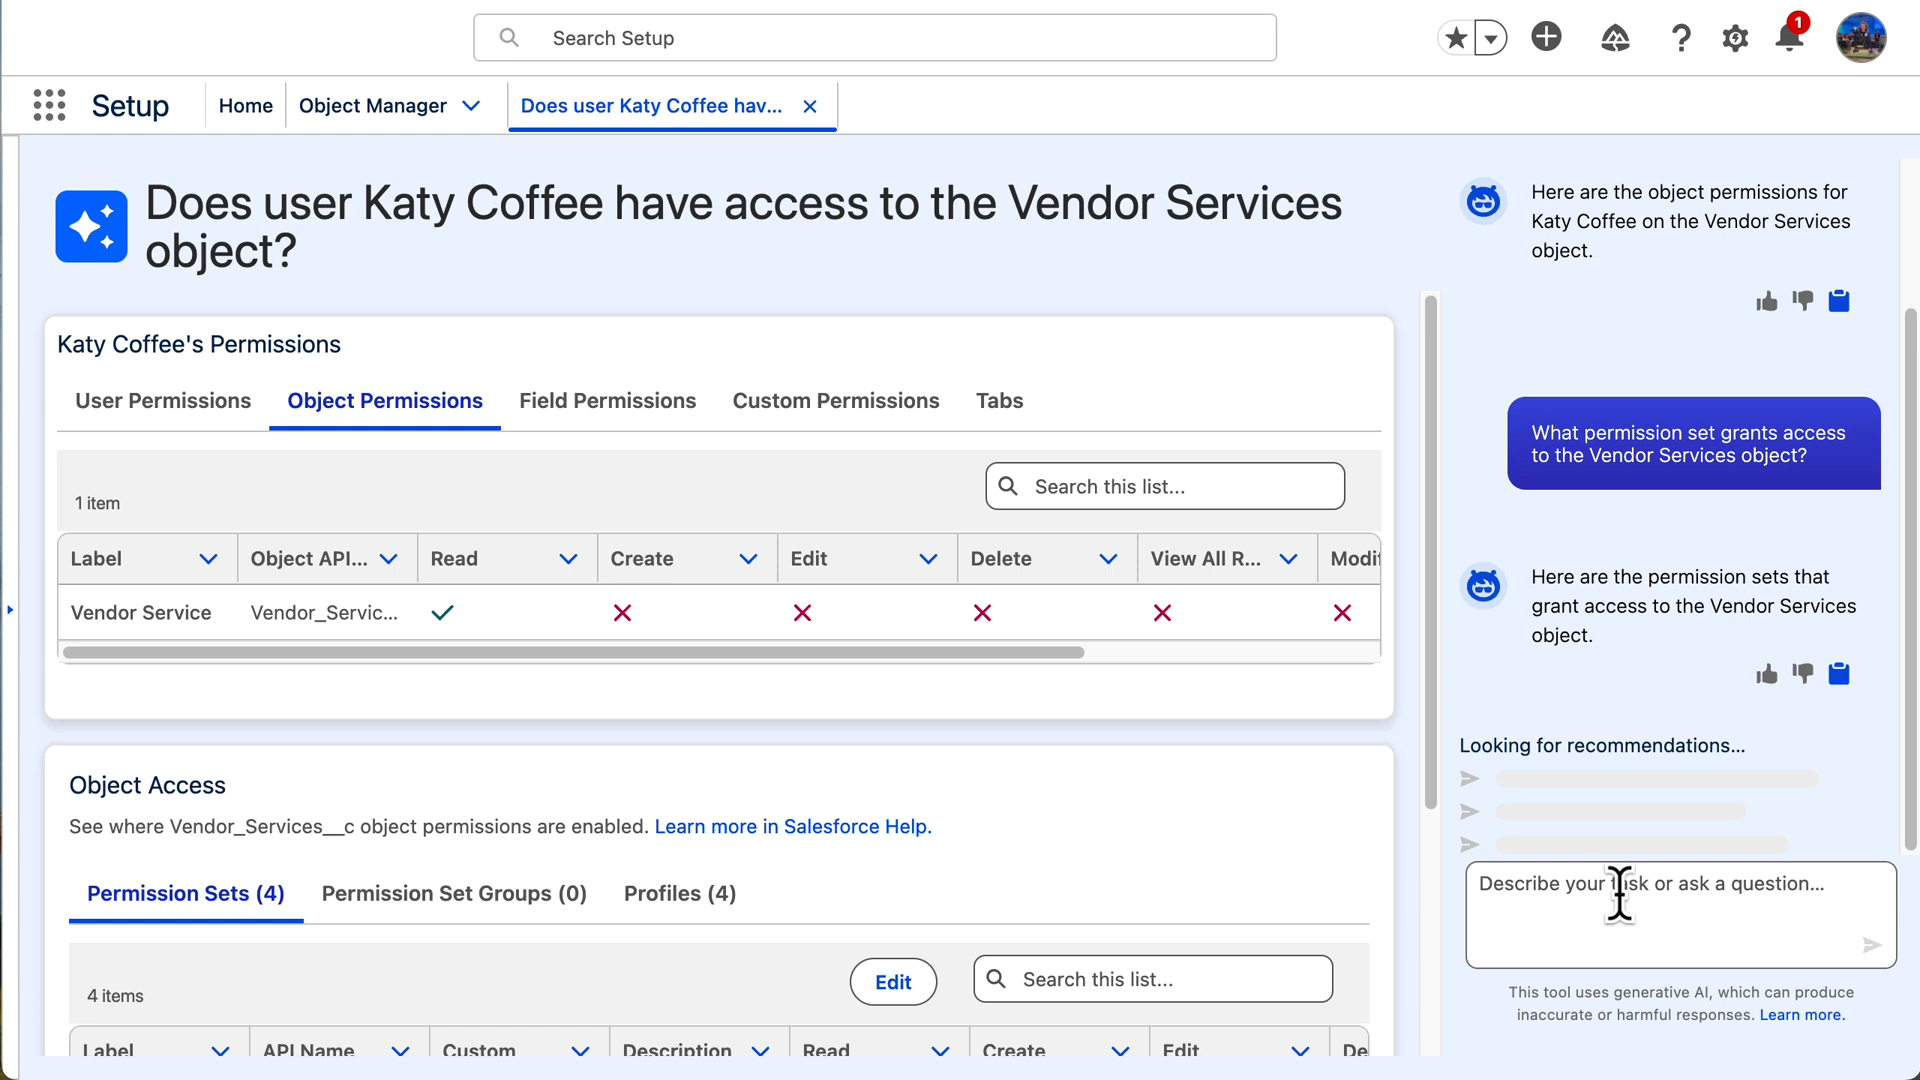 Search Setup
1
Setup
Home
Object Manager
Does user Katy Coffee hav...
Does user Katy Coffee have access to the Vendor Services
object?
Katy Coffee's Permissions
User Permissions
Object Permissions
Field Permissions
Custom Permissions
Tabs
1 item
Search this list...
Label
Object API...
Read
Create
Edit
Delete
View All R...
Modif
Vendor Service
Vendor_Servic...
Object Access
See where Vendor_Services__c object permissions are enabled. Learn more in Salesforce Help.
Permission Sets (4)
Permission Set Groups (0)
Profiles (4)
4 items
Edit
Search this list...
Label
API Name
Custom
Description
Read
Create
Edit
De
Here are the object permissions for
Katy Coffee on the Vendor Services
object.
What permission set grants access
to the Vendor Services object?
Here are the permission sets that
grant access to the Vendor Services
object.
Looking for recommendations...
Describe your task or ask a question...
This tool uses generative AI, which can produce
inaccurate or harmful responses. Learn more.